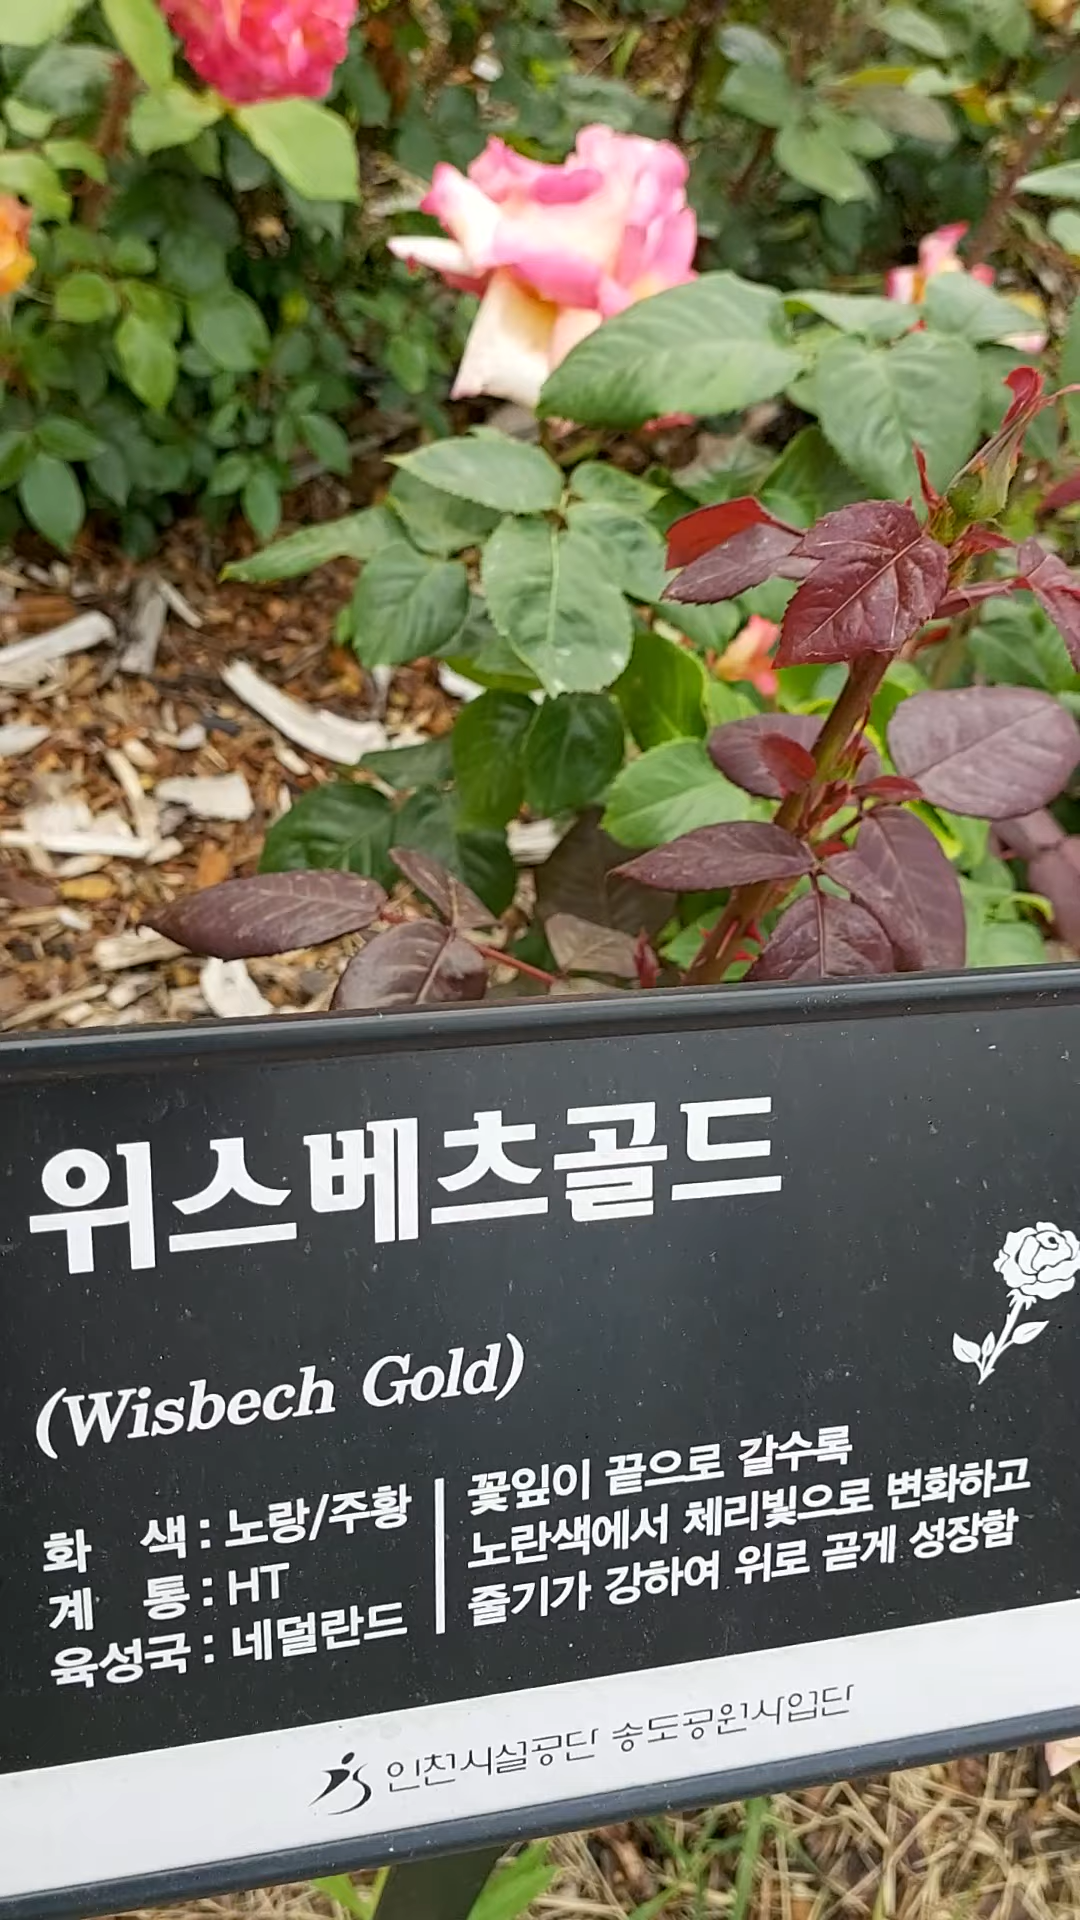 위스베츠골드
(Wisbech Gold)
화 색 : 노랑/주황
계 통 : HT
육성국 : 네덜란드
꽃잎이 끝으로 갈수록
노란색에서 체리빛으로 변화하고
줄기가 강하여 위로 곧게 성장함
인천시설공단 송도공원사업단